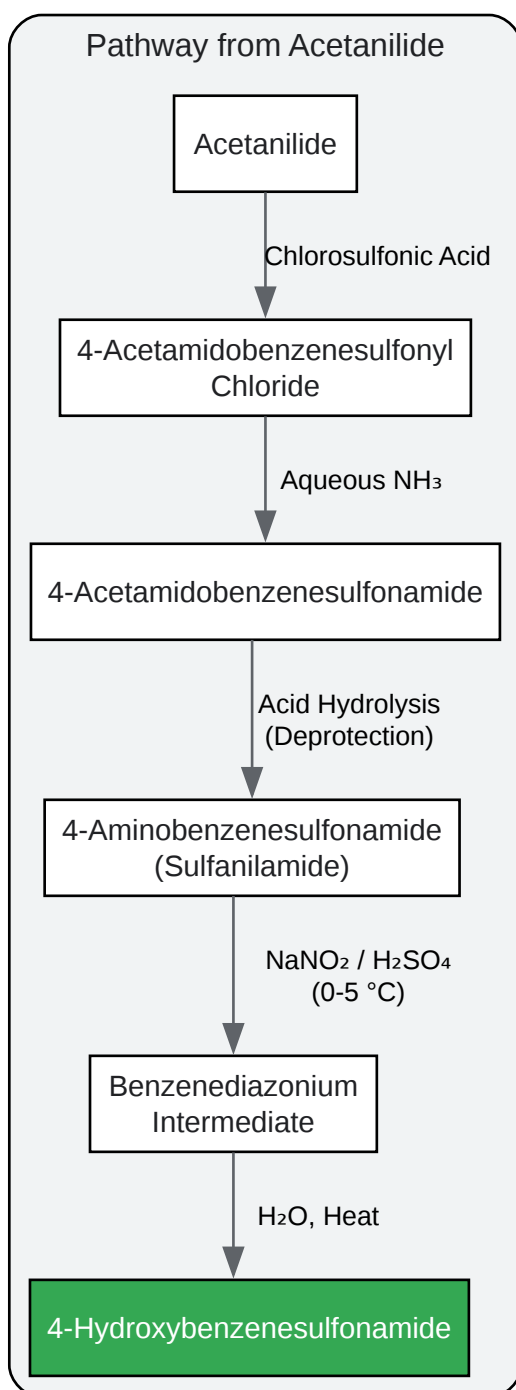 Pathway from Acetanilide
Acetanilide
Chlorosulfonic Acid
4-Acetamidobenzenesulfonyl
Chloride
Aqueous NH₃
4-Acetamidobenzenesulfonamide
Acid Hydrolysis
(Deprotection)
4-Aminobenzenesulfonamide
(Sulfanilamide)
NaNO₂ / H₂SO₄
(0-5 °C)
Benzenediazonium
Intermediate
H₂O, Heat
4-Hydroxybenzenesulfonamide